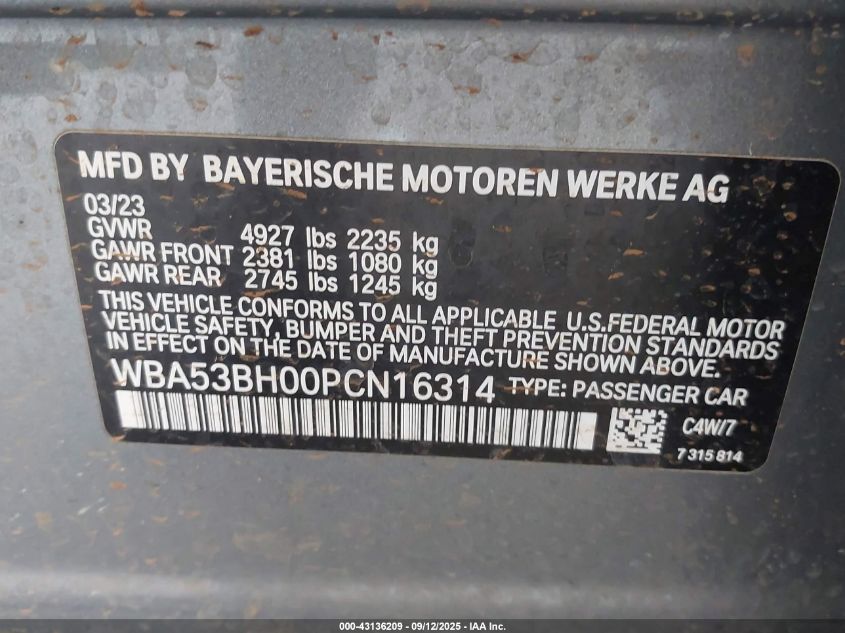 MFD BY BAYERISCHE MOTOREN WERKE AG
03/23
GVWR 4927 lbs 2235 kg
GAWR FRONT 2381 lbs 1080 kg
GAWR REAR 2745 lbs 1245 kg
THIS VEHICLE CONFORMS TO ALL APPLICABLE U.S.FEDERAL MOTOR
VEHICLE SAFETY, BUMPER AND THEFT PREVENTION STANDARDS
IN EFFECT ON THE DATE OF MANUFACTURE SHOWN ABOVE.
WBA53BH00PCN16314 TYPE: PASSENGER CAR
C4W/7
7 315 814
000-43136209 - 09/12/2025 - IAA Inc.